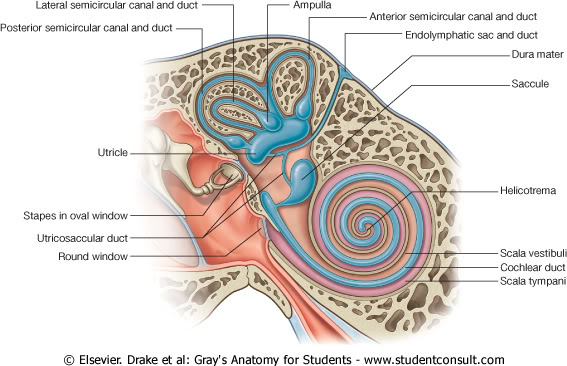 Lateral semicircular canal and duct
Ampulla
Anterior semicircular canal and duct
Posterior semicircular canal and duct
Endolymphatic sac and duct
Dura mater
Saccule
Utricle
Helicotrema
Stapes in oval window
Utricosaccular duct
Round window
Scala vestibuli
Cochlear duct
Scala tympani
© Elsevier. Drake et al: Gray's Anatomy for Students - www.studentconsult.com